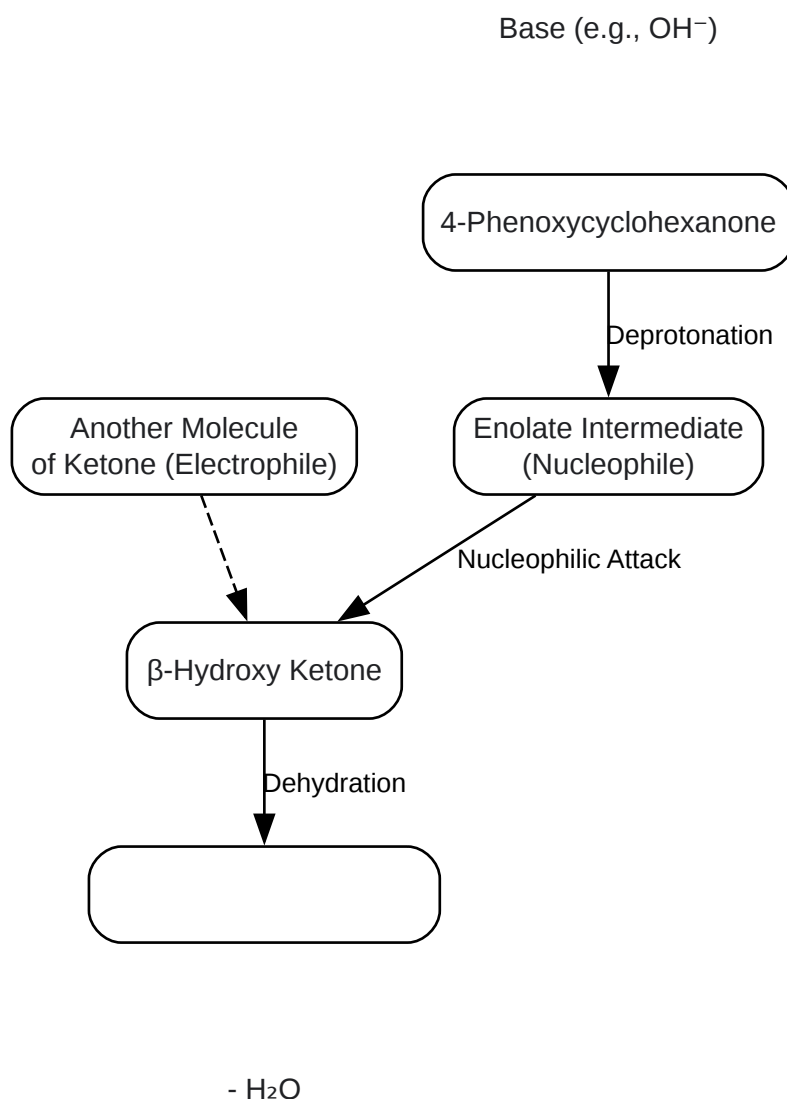 Base (e.g., OH⁻)
4-Phenoxycyclohexanone
Deprotonation
Another Molecule
of Ketone (Electrophile)
Enolate Intermediate
(Nucleophile)
Nucleophilic Attack
β-Hydroxy Ketone
Dehydration
- H₂O